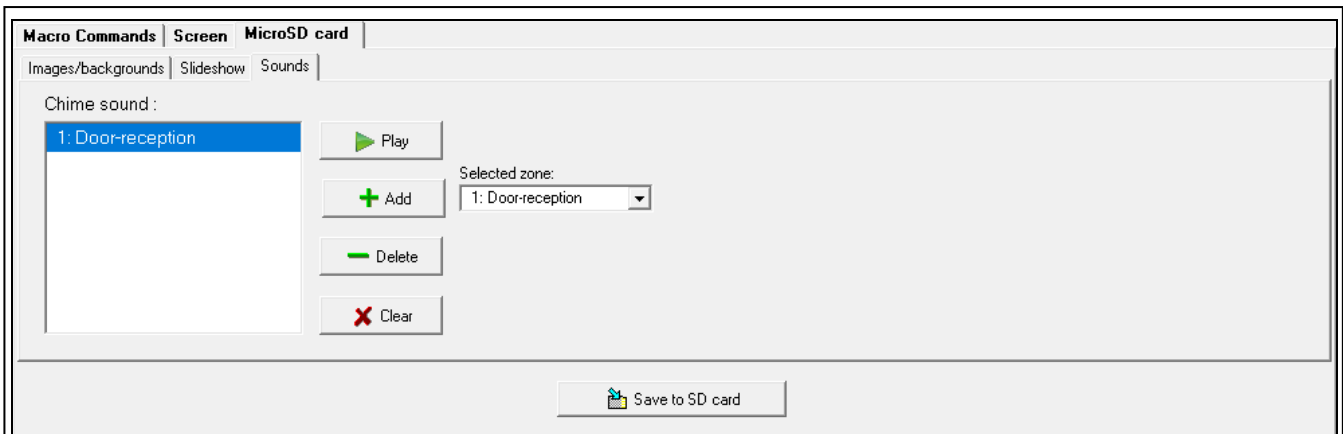 Macro Commands Screen MicroSD card
Images/backgrounds Slideshow Sounds
Chime sound :
1: Door-reception
Play
Selected zone:
Add
1: Door-reception
Delete
Clear
Save to SD card